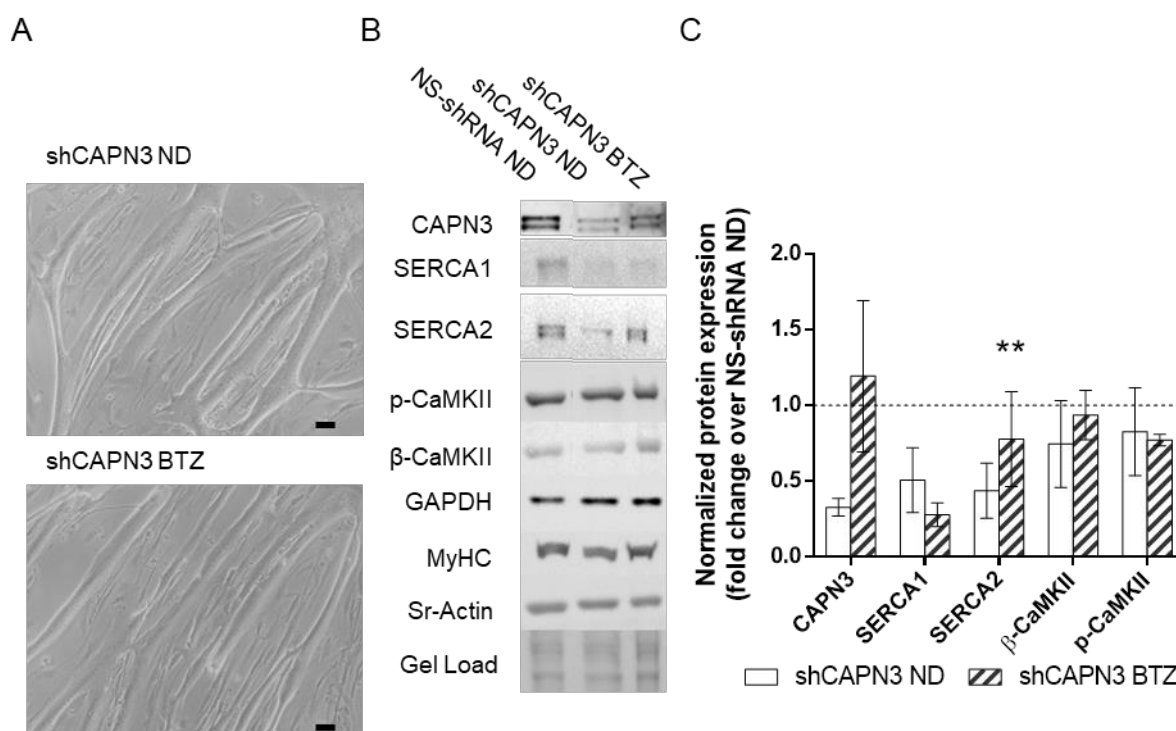 A
B
C
shCAPN3 ND
shCAPN3 BTZ
NS-shRNA ND
shCAPN3 ND
shCAPN3 BTZ
CAPN3
SERCA1
SERCA2
p-CaMKII
β-CaMKII
GAPDH
MyHC
Sr-Actin
Gel Load
Normalized protein expression
(fold change over NS-shRNA ND)
2.0
1.5
1.0
0.5
0.0
**
CAPN3
SERCA1
SERCA2
β-CaMKII
p-CaMKII
shCAPN3 ND
shCAPN3 BTZ